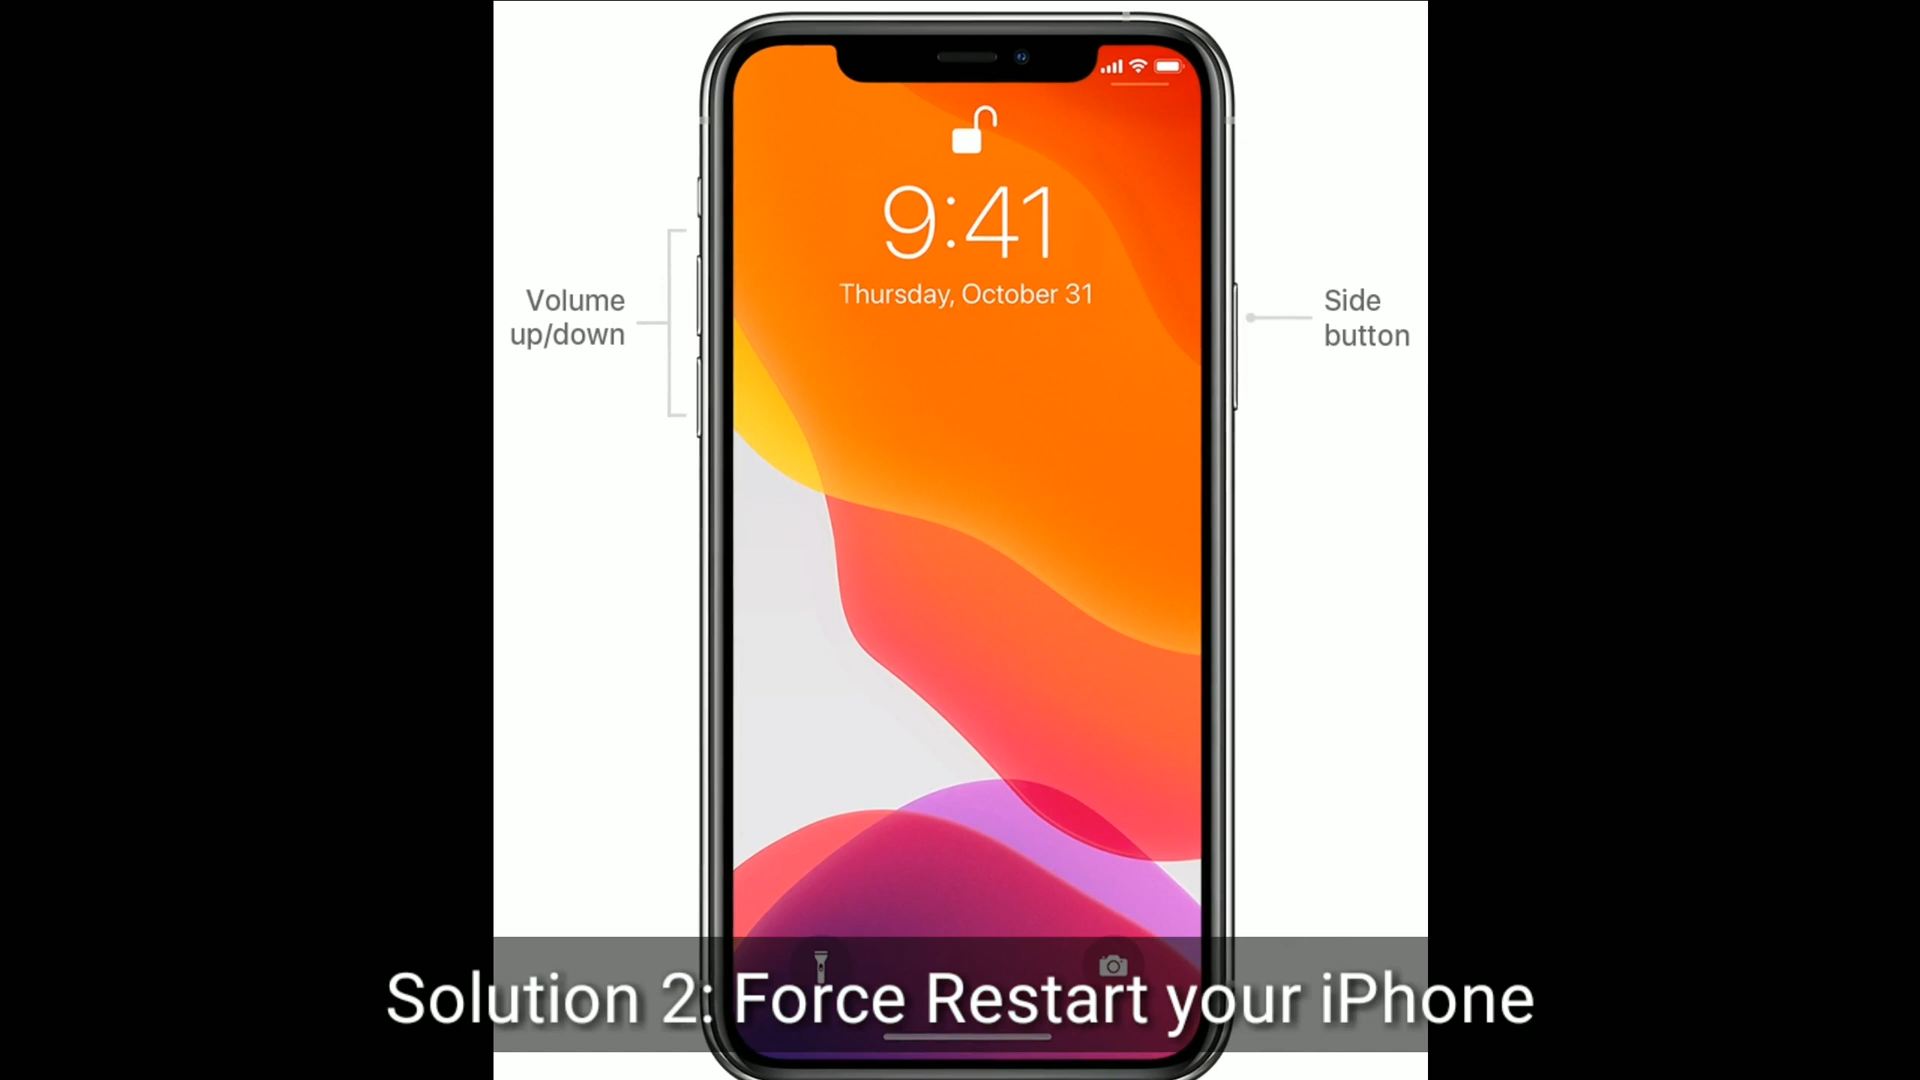 9:41
Thursday, October 31
Volume
up/down
Side
button
Solution 2: Force Restart your iPhone